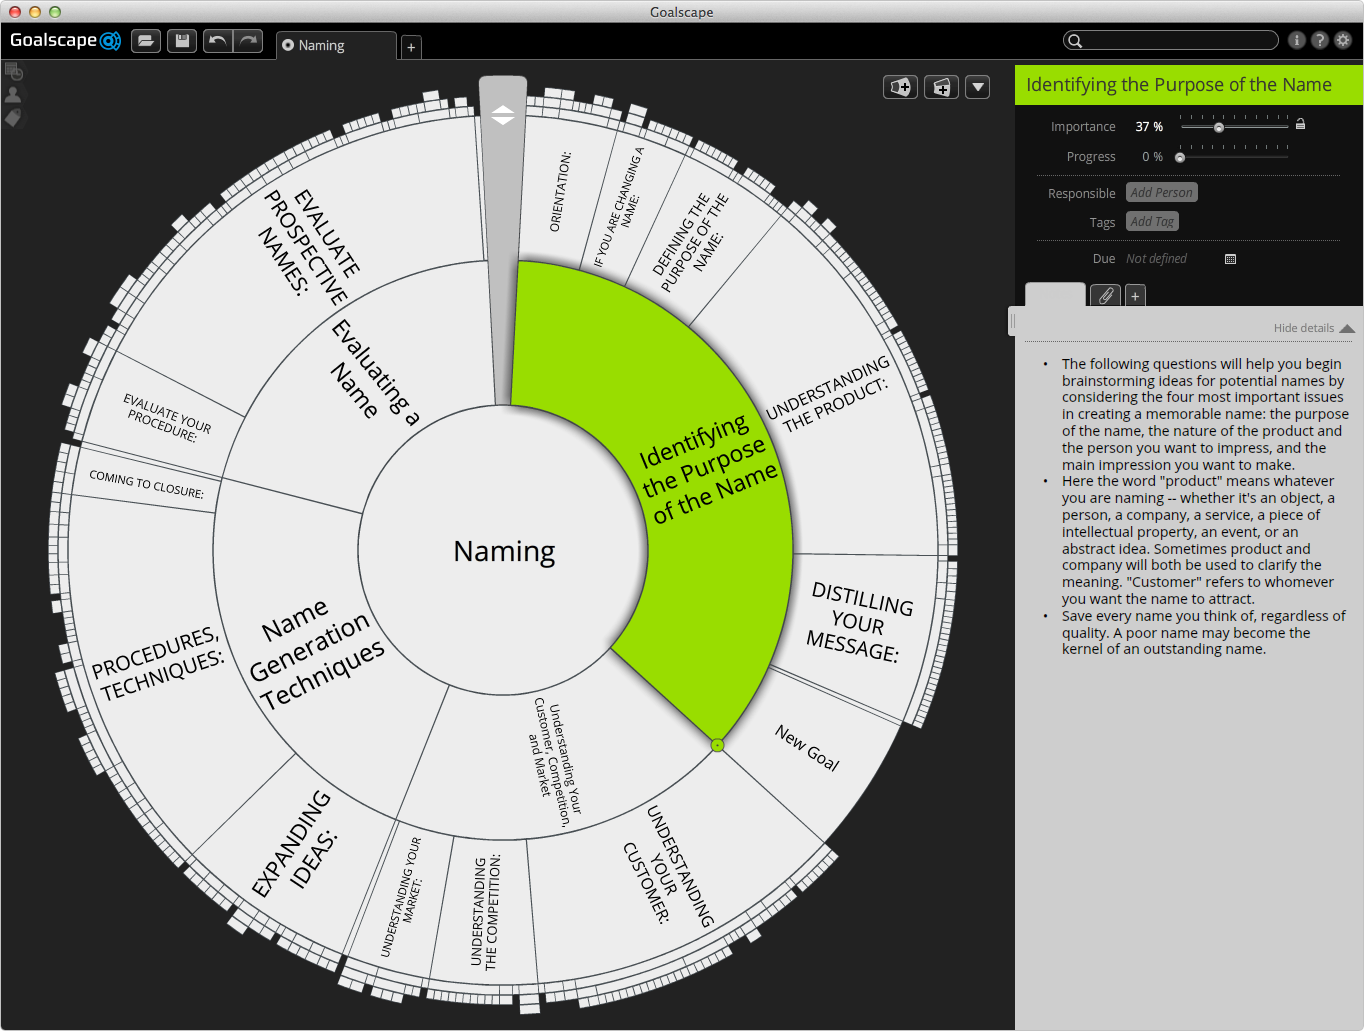 Goalscape
Goalscape
Naming
+
i
?
Identifying the Purpose of the Name
Importance 37 %
Progress 0 %
Responsible Add Person
Tags Add Tag
Due Not defined
+
Hide details
• The following questions will help you begin
brainstorming ideas for potential names by
considering the four most important issues
in creating a memorable name: the purpose
of the name, the nature of the product and
the person you want to impress, and the
main impression you want to make.
• Here the word "product" means whatever
you are naming -- whether it's an object, a
person, a company, a service, a piece of
intellectual property, an event, or an
abstract idea. Sometimes product and
company will both be used to clarify the
meaning. "Customer" refers to whomever
you want the name to attract.
• Save every name you think of, regardless of
quality. A poor name may become the
kernel of an outstanding name.
Naming
Identifying
the Purpose
of the Name
ORIENTATION:
IF YOU ARE CHANGING A
NAME:
DEFINING THE
PURPOSE OF THE
NAME:
UNDERSTANDING
THE PRODUCT:
DISTILLING
YOUR
MESSAGE:
New Goal
Understanding Your
Customer, Competition,
and Market
UNDERSTANDING
YOUR
CUSTOMER:
UNDERSTANDING
THE COMPETITION:
UNDERSTANDING YOUR
MARKET:
Name
Generation
Techniques
EXPANDING
IDEAS:
PROCEDURES,
TECHNIQUES:
COMING TO CLOSURE:
Evaluating a
Name
EVALUATE YOUR
PROCEDURE:
EVALUATE
PROSPECTIVE
NAMES: